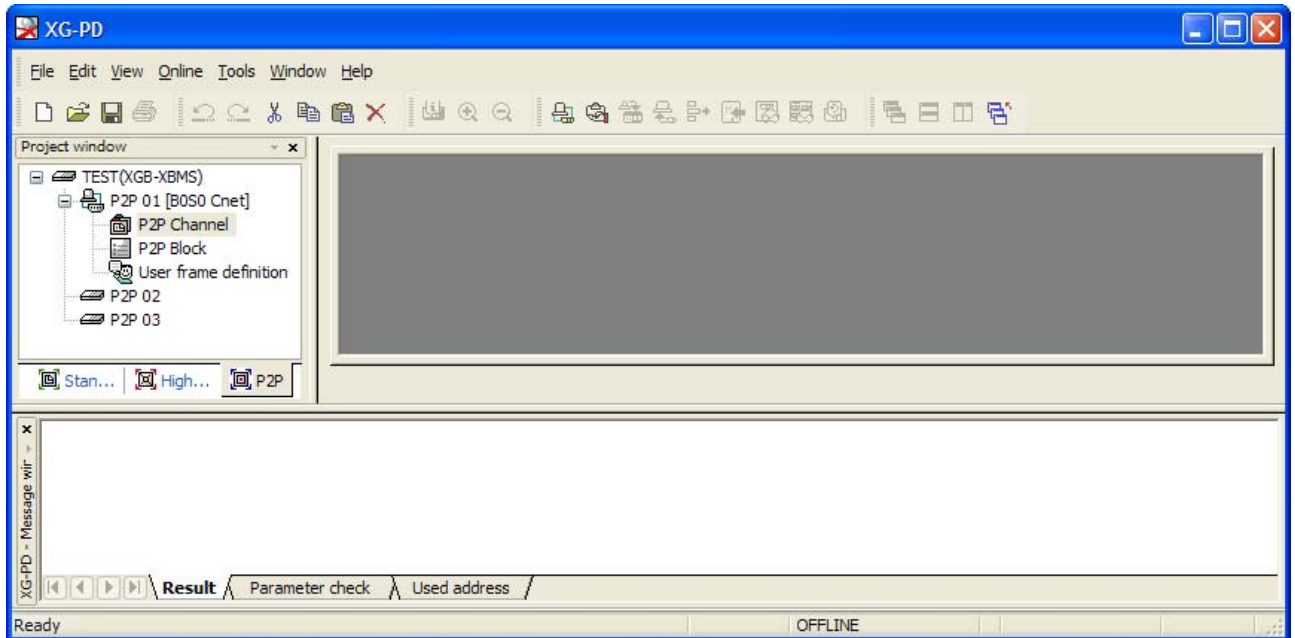 XG-PD
File Edit View Online Tools Window Help
Project window
TEST(XGB-XBMS)
P2P 01 [B0S0 Cnet]
P2P Channel
P2P Block
User frame definition
P2P 02
P2P 03
Stan... High... P2P
XG-PD - Message wir
Result Parameter check Used address
Ready OFFLINE